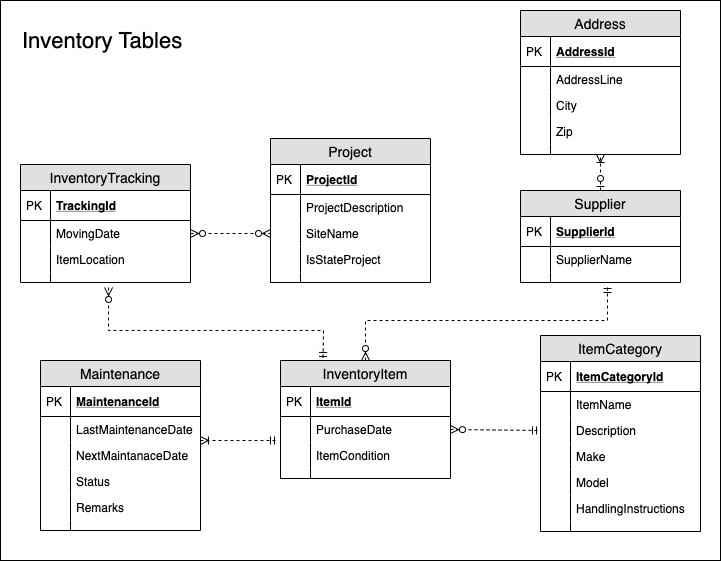 Inventory Tables
Address
PK AddressId
AddressLine
City
Zip
Project
PK ProjectId
ProjectDescription
SiteName
IsStateProject
InventoryTracking
PK TrackingId
MovingDate
ItemLocation
Supplier
PK SupplierId
SupplierName
Maintenance
PK MaintenanceId
LastMaintenanceDate
NextMaintanaceDate
Status
Remarks
InventoryItem
PK ItemId
PurchaseDate
ItemCondition
ItemCategory
PK ItemCategoryId
ItemName
Description
Make
Model
HandlingInstructions